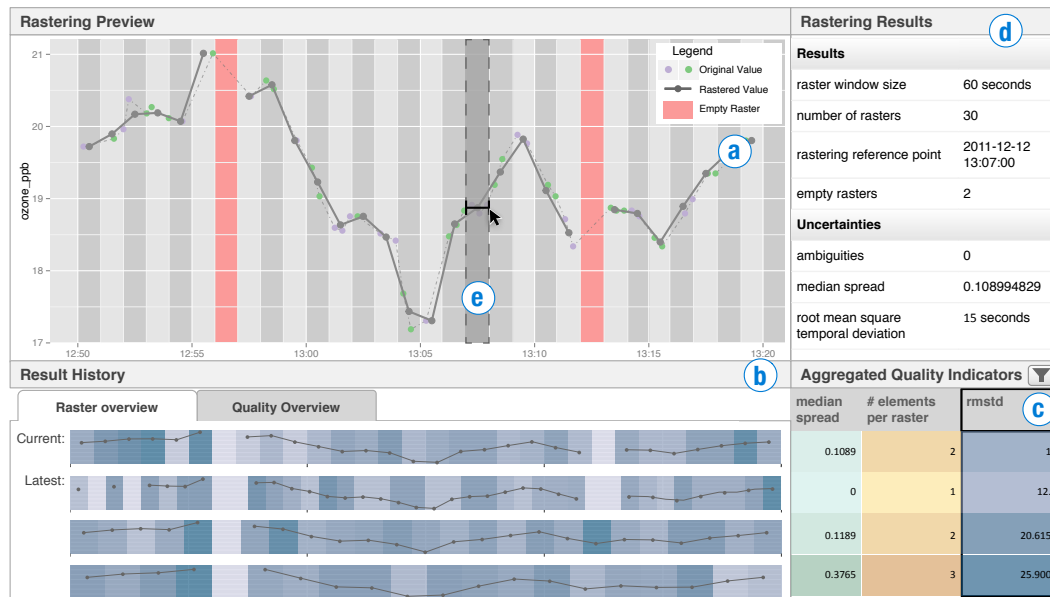 Rastering Preview
Legend
Original Value
Rastered Value
Empty Raster
21
20
19
18
17
ozone_ppb
12:50
12:55
13:00
13:05
13:10
13:15
13:20
a
e
Rastering Results
d
Results
raster window size 60 seconds
number of rasters 30
rastering reference point 2011-12-12
13:07:00
empty rasters 2
Uncertainties
ambiguities 0
median spread 0.108994829
root mean square
temporal deviation 15 seconds
Result History
b
Raster overview
Quality Overview
Current:
Latest:
Aggregated Quality Indicators
median
spread
# elements
per raster
rmstd
c
0.1089 2 1
0 1 12.
0.1189 2 20.615
0.3765 3 25.900